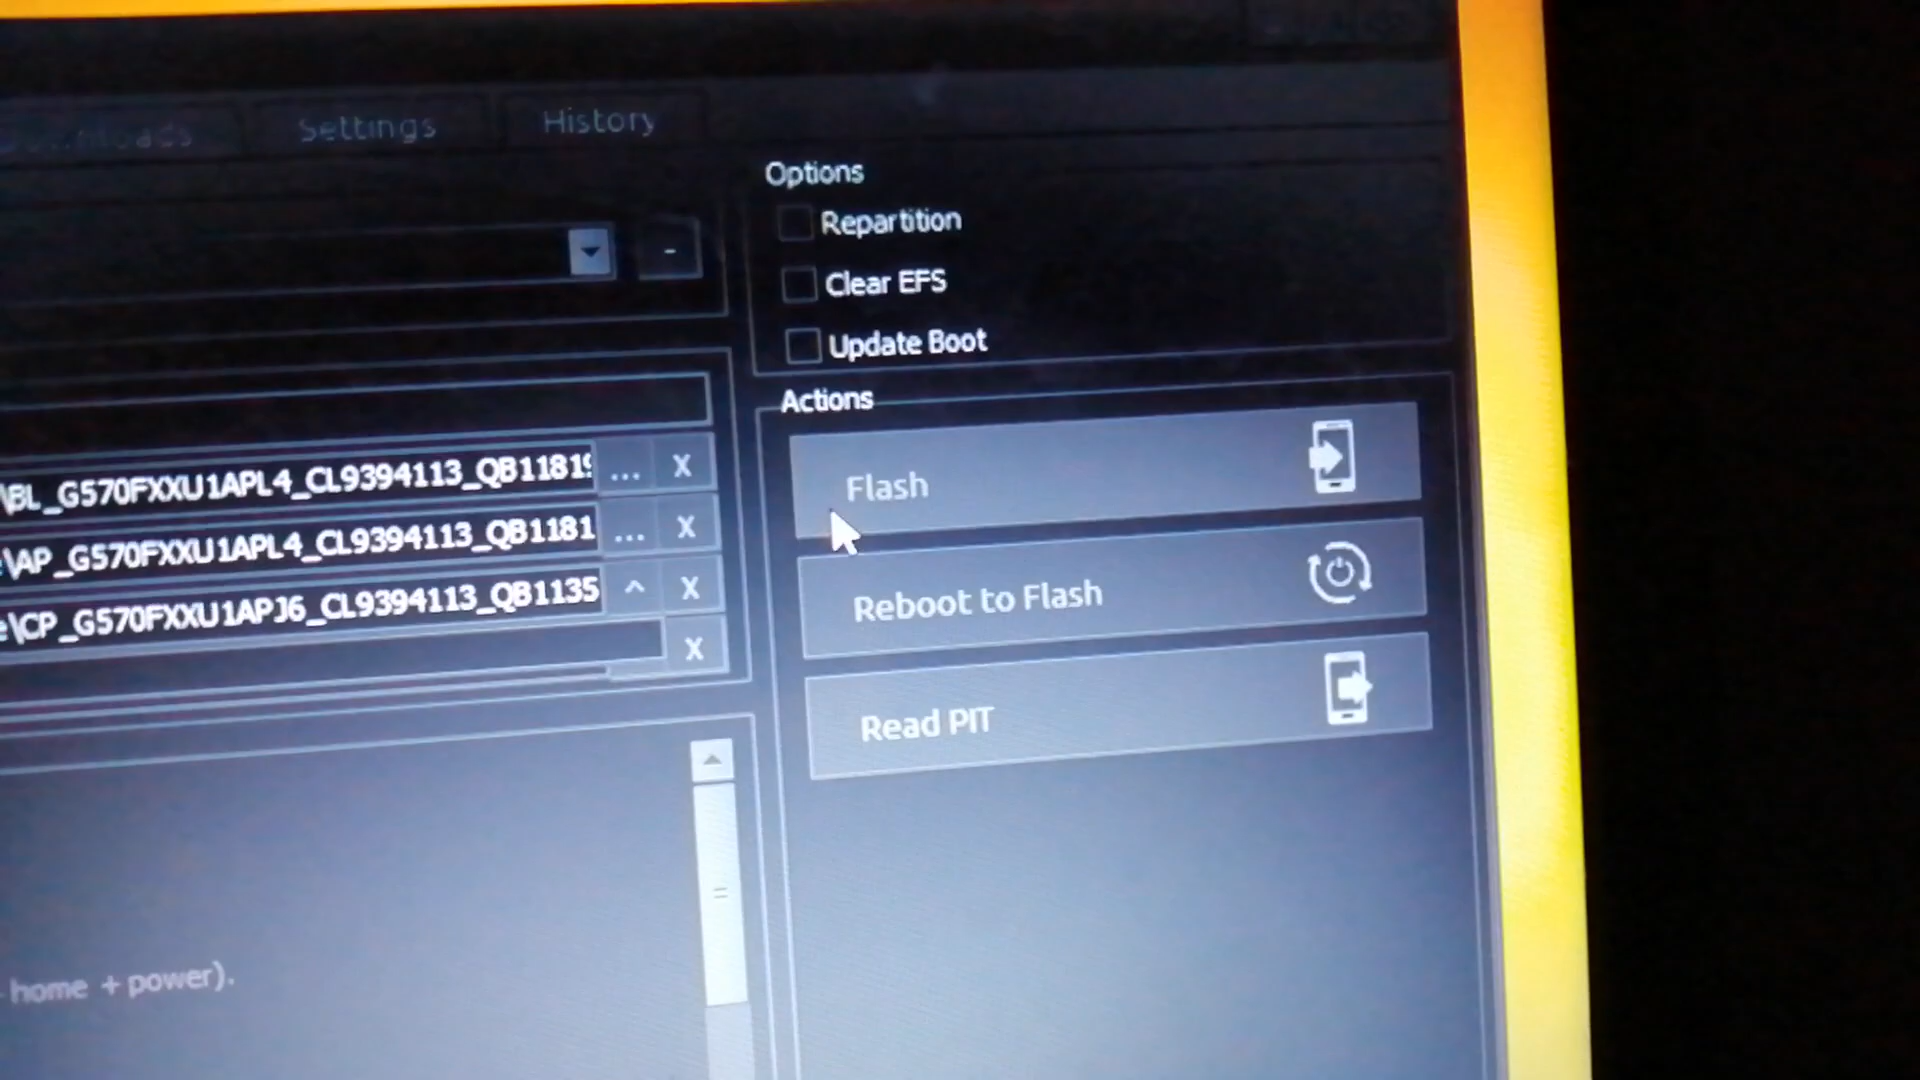 Downloads Settings History
Options
Repartition
-
Clear EFS
Update Boot
Actions
\BL_G570FXXU1APL4_CL9394113_QB1181 ... X
Flash
\AP_G570FXXU1APL4_CL9394113_QB1181 ... X
e\CP_G570FXXU1APJ6_CL9394113_QB1135 ^ X
Reboot to Flash
X
Read PIT
home + power).